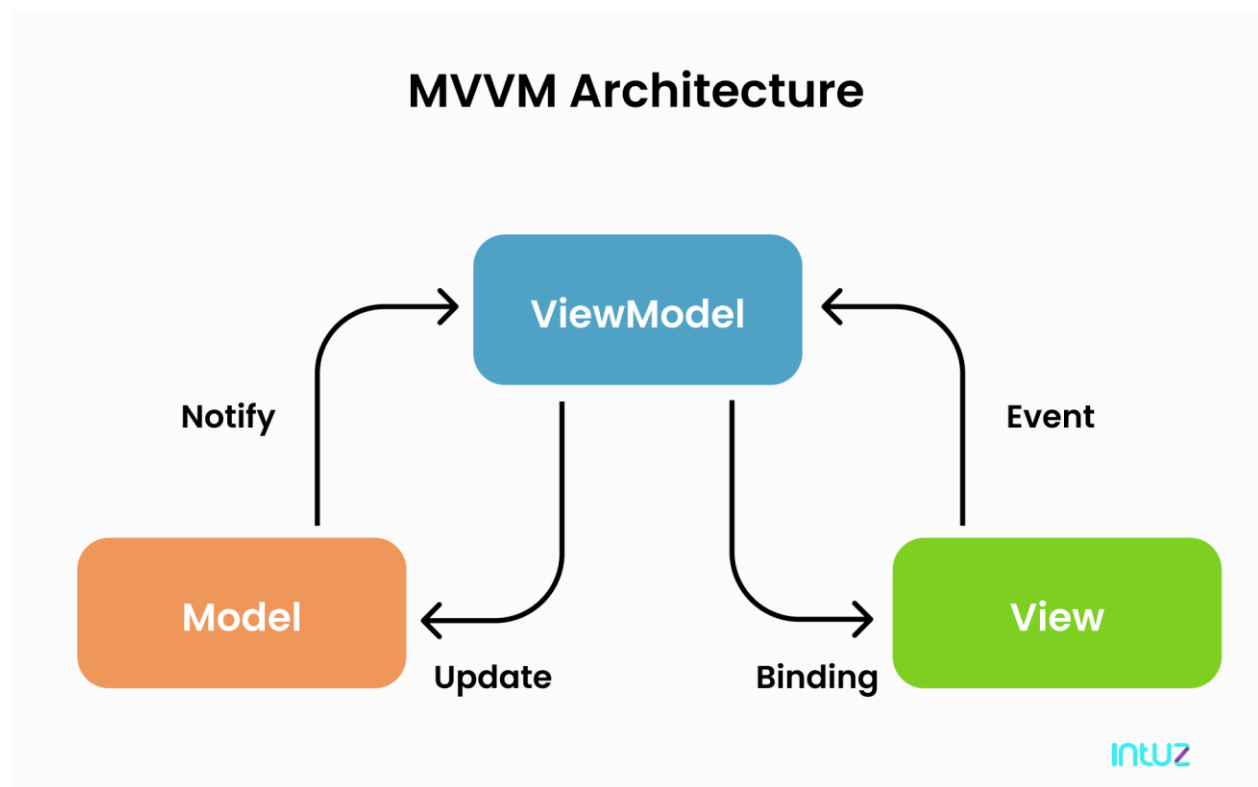 MVVM Architecture
ViewModel
Notify
Event
Model
View
Update
Binding
INtUZ